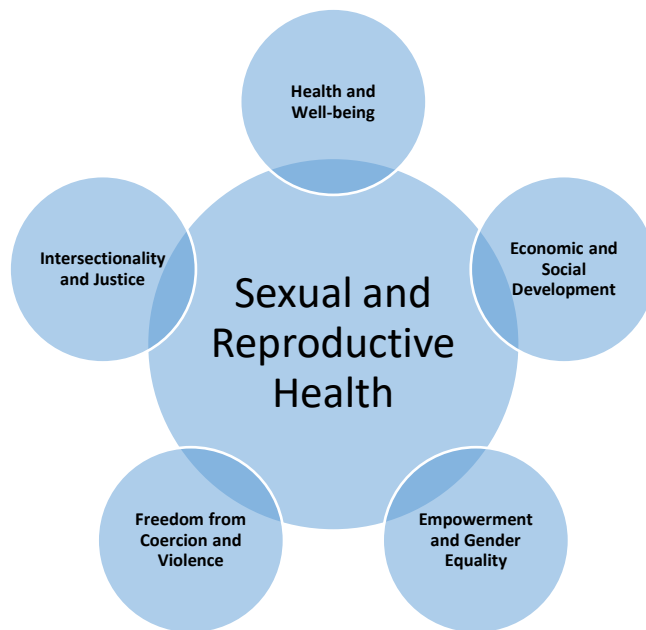 Health and
Well-being
Intersectionality
and Justice
Economic and
Social
Development
Sexual and
Reproductive
Health
Freedom from
Coercion and
Violence
Empowerment
and Gender
Equality